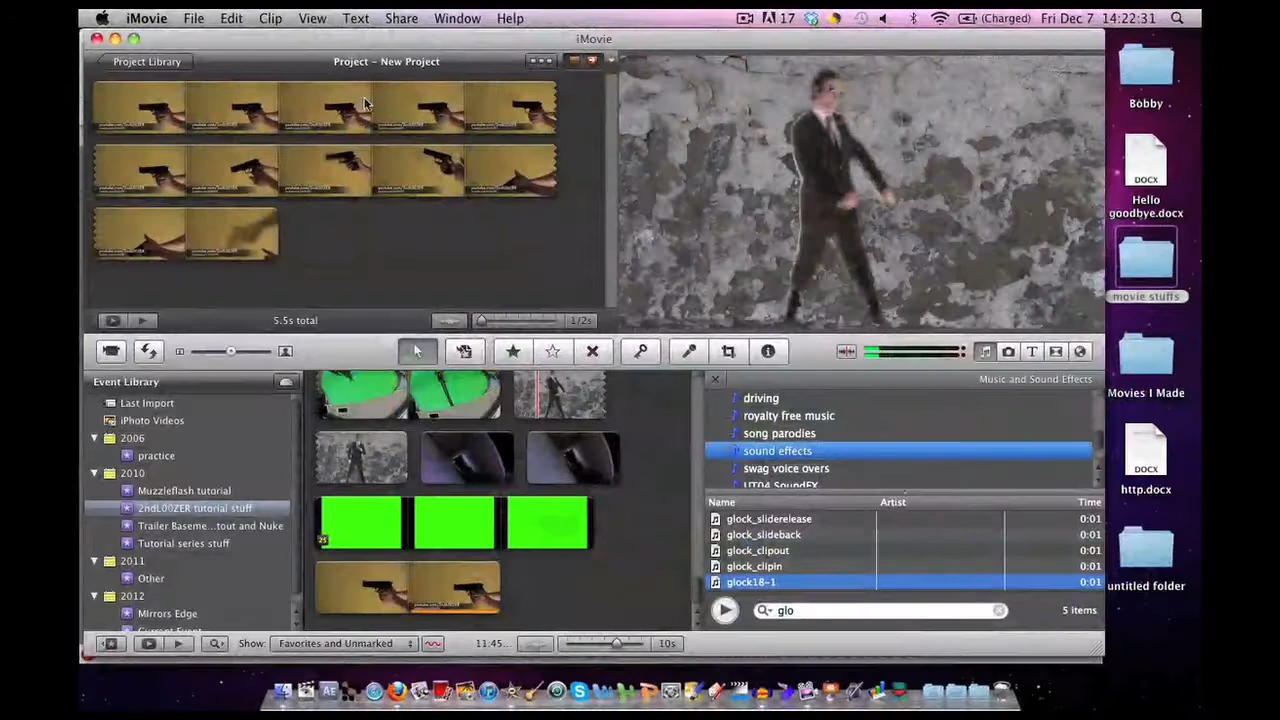 iMovie File Edit Clip View Text Share Window Help 17 (Charged) Fri Dec 7 14:22:31
iMovie
Project Library
Project - New Project
5.5s total
1/2s
Event Library
Last Import
iPhoto Videos
2006
practice
2010
Muzzleflash tutorial
2ndL00ZER tutorial stuff
Trailer Baseme...tout and Nuke
Tutorial series stuff
2011
Other
2012
Mirrors Edge
Current Event
Music and Sound Effects
driving
royalty free music
song parodies
sound effects
swag voice overs
UT04 SoundFX
Name Artist Time
glock_sliderelease 0:01
glock_slideback 0:01
glock_clipout 0:01
glock_clipin 0:01
glock18-1 0:01
glo
5 items
Show: Favorites and Unmarked
11:45...
10s
Bobby
DOCX
Hello
goodbye.docx
movie stuffs
Movies I Made
DOCX
http.docx
untitled folder